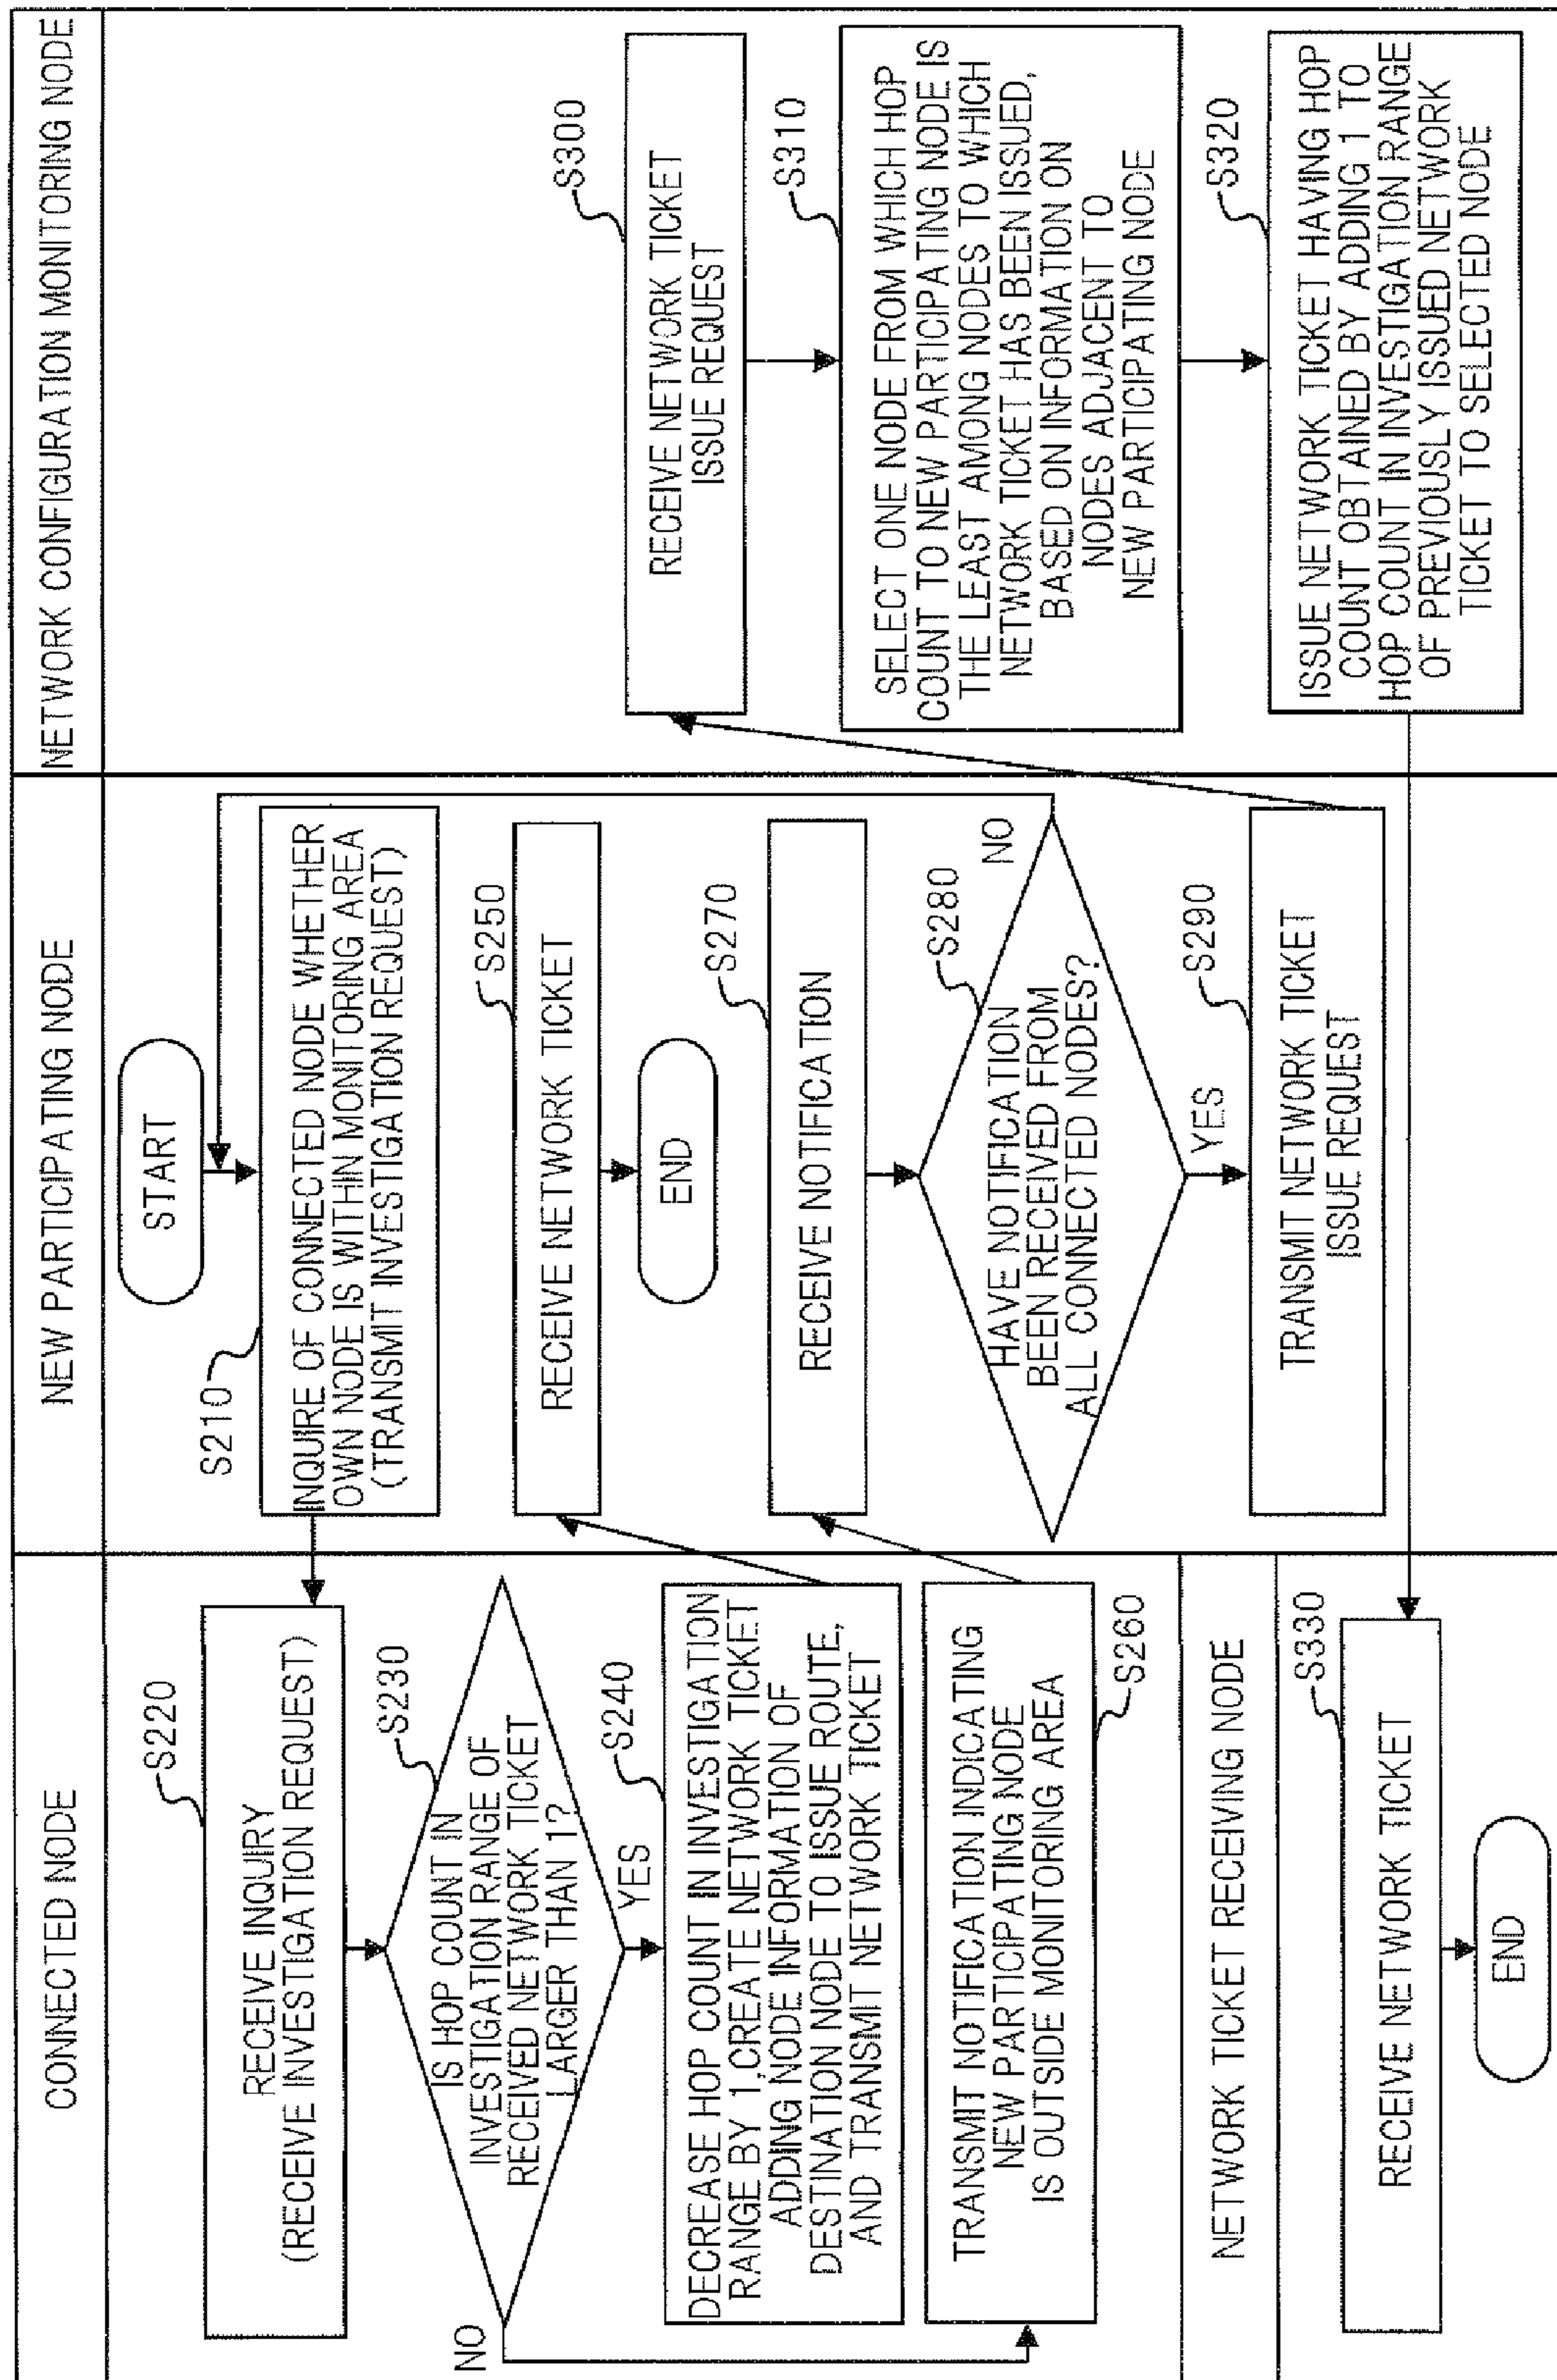 CONNECTED NODE
S220
RECEIVE INQUIRY
(RECEIVE INVESTIGATION REQUEST)
S230
IS HOP COUNT IN
INVESTIGATION RANGE OF
RECEIVED NETWORK TICKET
LARGER THAN 1?
NO
YES
S240
DECREASE HOP COUNT IN INVESTIGATION
RANGE BY 1,CREATE NETWORK TICKET
ADDING NODE INFORMATION OF
DESTINATION NODE TO ISSUE ROUTE,
AND TRANSMIT NETWORK TICKET
TRANSMIT NOTIFICATION INDICATING
NEW PARTICIPATING NODE
IS OUTSIDE MONITORING AREA
S260
NETWORK TICKET RECEIVING NODE
S330
RECEIVE NETWORK TICKET
END
NEW PARTICIPATING NODE
START
S210
INQUIRE OF CONNECTED NODE WHETHER
OWN NODE IS WITHIN MONITORING AREA
(TRANSMIT INVESTIGATION REQUEST)
S250
RECEIVE NETWORK TICKET
END
S270
RECEIVE NOTIFICATION
S280
NO
HAVE NOTIFICATION
BEEN RECEIVED FROM
ALL CONNECTED NODES?
YES
S290
TRANSMIT NETWORK TICKET
ISSUE REQUEST
NETWORK CONFIGURATION MONITORING NODE
S300
RECEIVE NETWORK TICKET
ISSUE REQUEST
S310
SELECT ONE NODE FROM WHICH HOP
COUNT TO NEW PARTICIPATING NODE IS
THE LEAST AMONG NODES TO WHICH
NETWORK TICKET HAS BEEN ISSUED,
BASED ON INFORMATION ON
NODES ADJACENT TO
NEW PARTICIPATING NODE
S320
ISSUE NETWORK TICKET HAVING HOP
COUNT OBTAINED BY ADDING 1 TO
HOP COUNT IN INVESTIGATION RANGE
OF PREVIOUSLY ISSUED NETWORK
TICKET TO SELECTED NODE